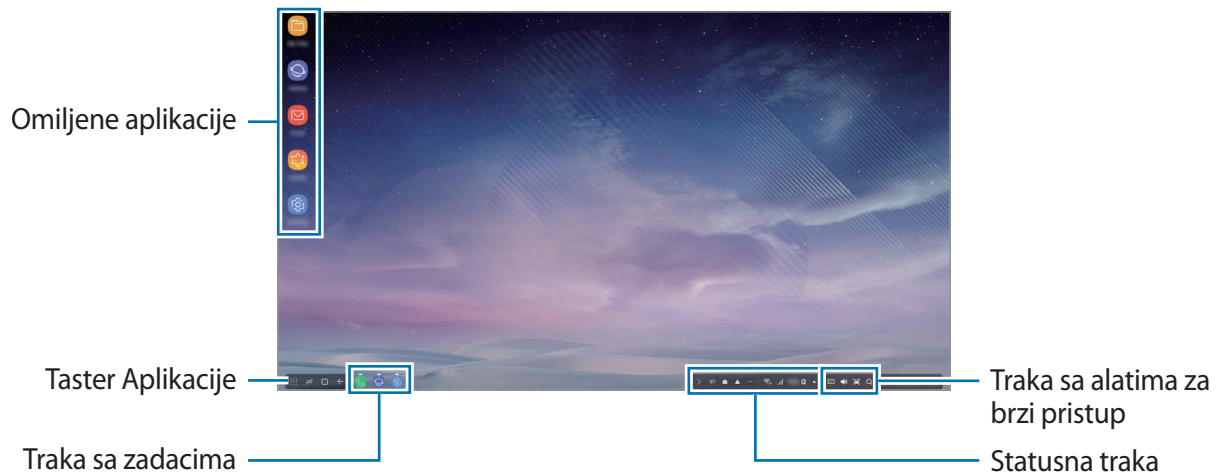 Omiljene aplikacije
Taster Aplikacije
Traka sa zadacima
Traka sa alatima za
brzi pristup
Statusna traka